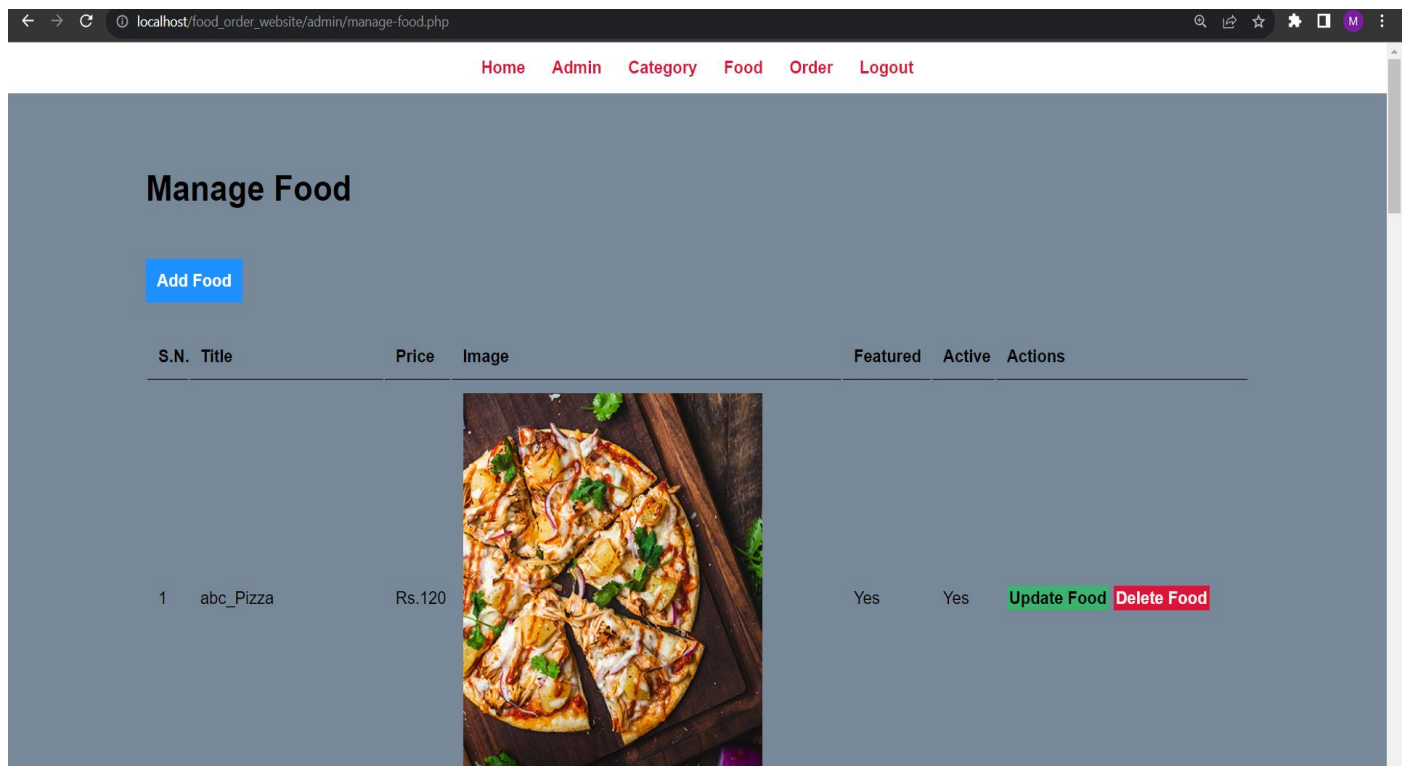 localhost/food_order_website/admin/manage-food.php
M
Home Admin Category Food Order Logout
Manage Food
Add Food
S.N. Title Price Image Featured Active Actions
1 abc_Pizza Rs.120 Yes Yes Update Food Delete Food